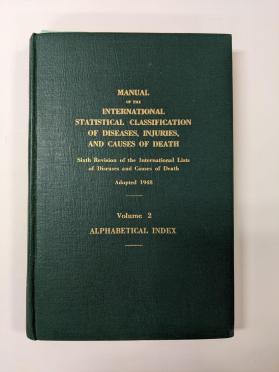 MANUAL
OF THE
INTERNATIONAL
STATISTICAL CLASSIFICATION
OF DISEASES, INJURIES,
AND CAUSES OF DEATH
Sixth Revision of the International Lists
of Diseases and Causes of Death
Adopted 1948
Volume 2
ALPHABETICAL INDEX